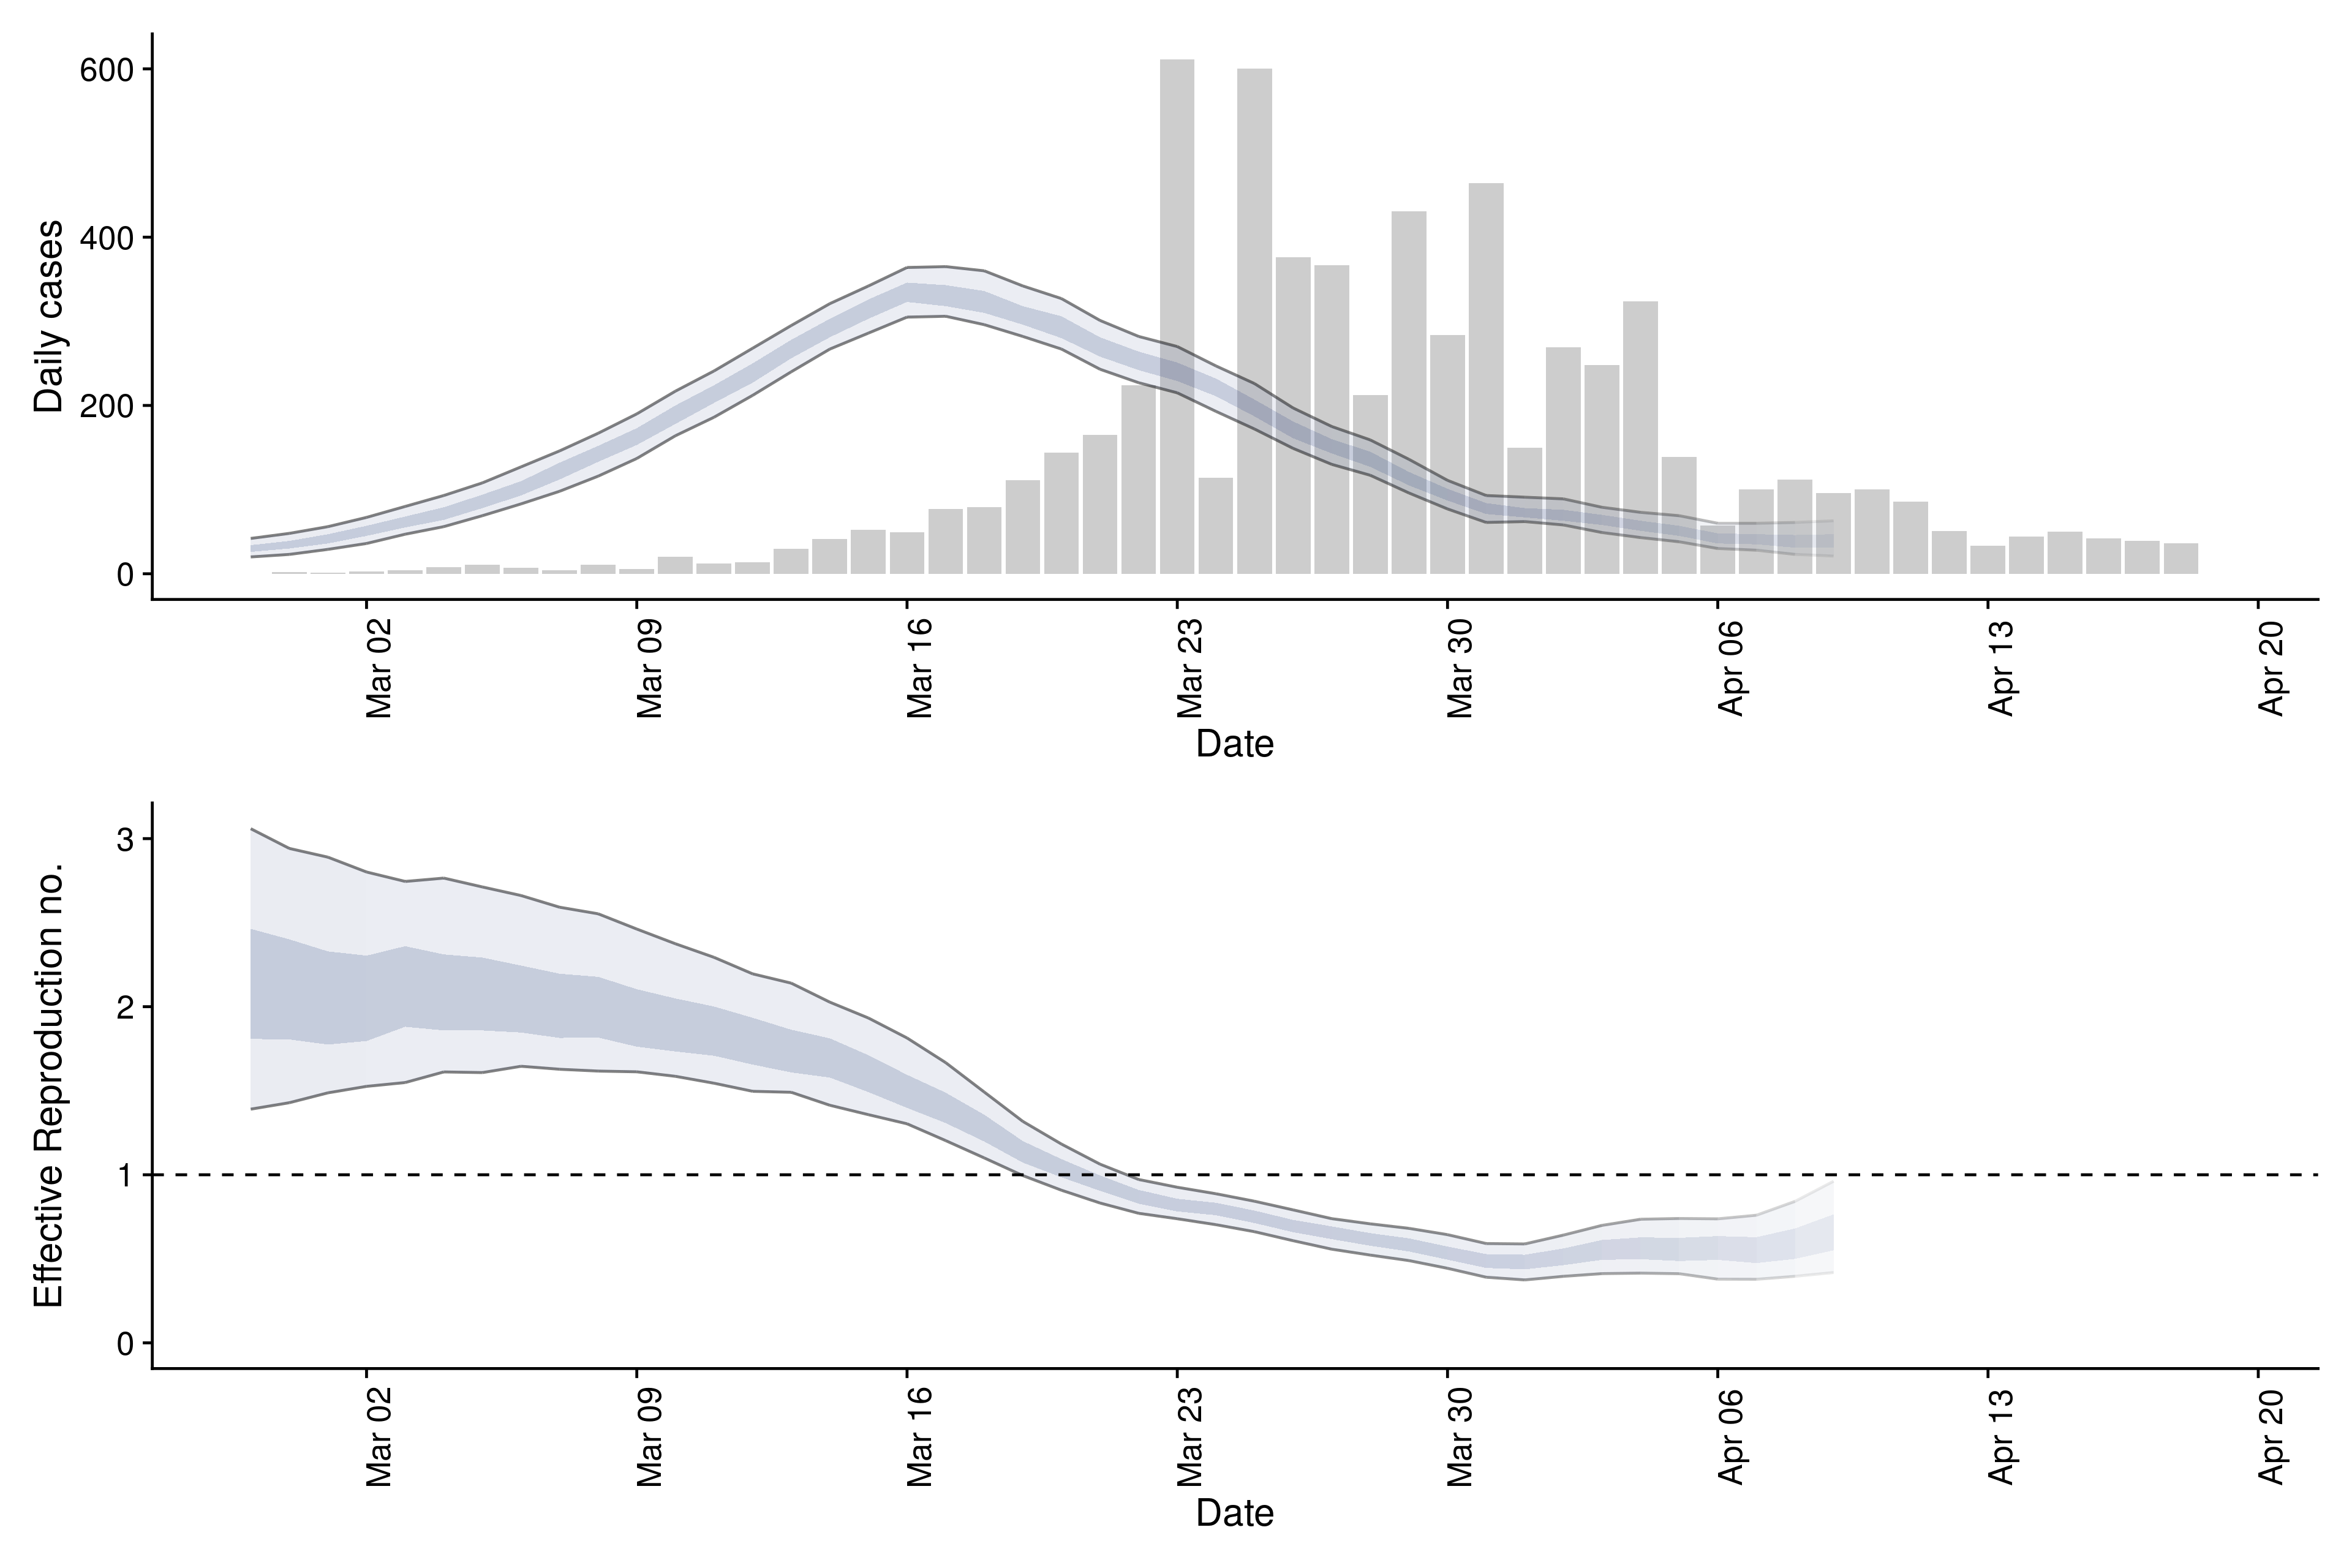 Daily cases
600
400
200
0
Mar 02
Mar 09
Mar 16
Mar 23
Mar 30
Apr 06
Apr 13
Apr 20
Date
Effective Reproduction no.
3
2
1
0
Mar 02
Mar 09
Mar 16
Mar 23
Mar 30
Apr 06
Apr 13
Apr 20
Date